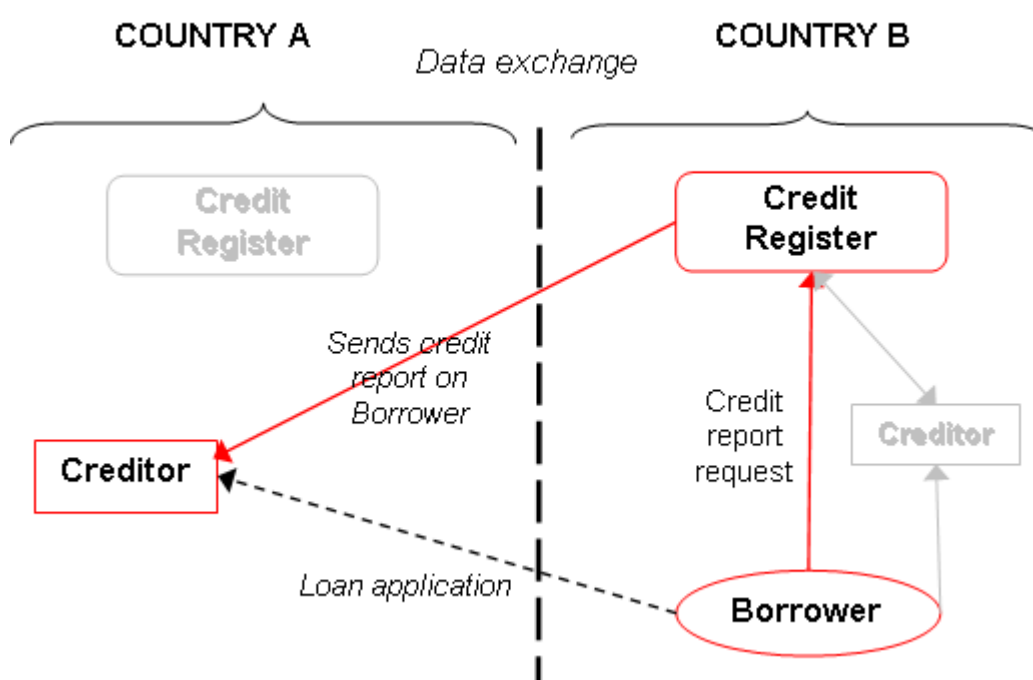 COUNTRY A
COUNTRY B
Data exchange
Credit
Register
Credit
Register
Sends credit
report on
Borrower
Credit
report
request
Creditor
Creditor
Loan application
Borrower